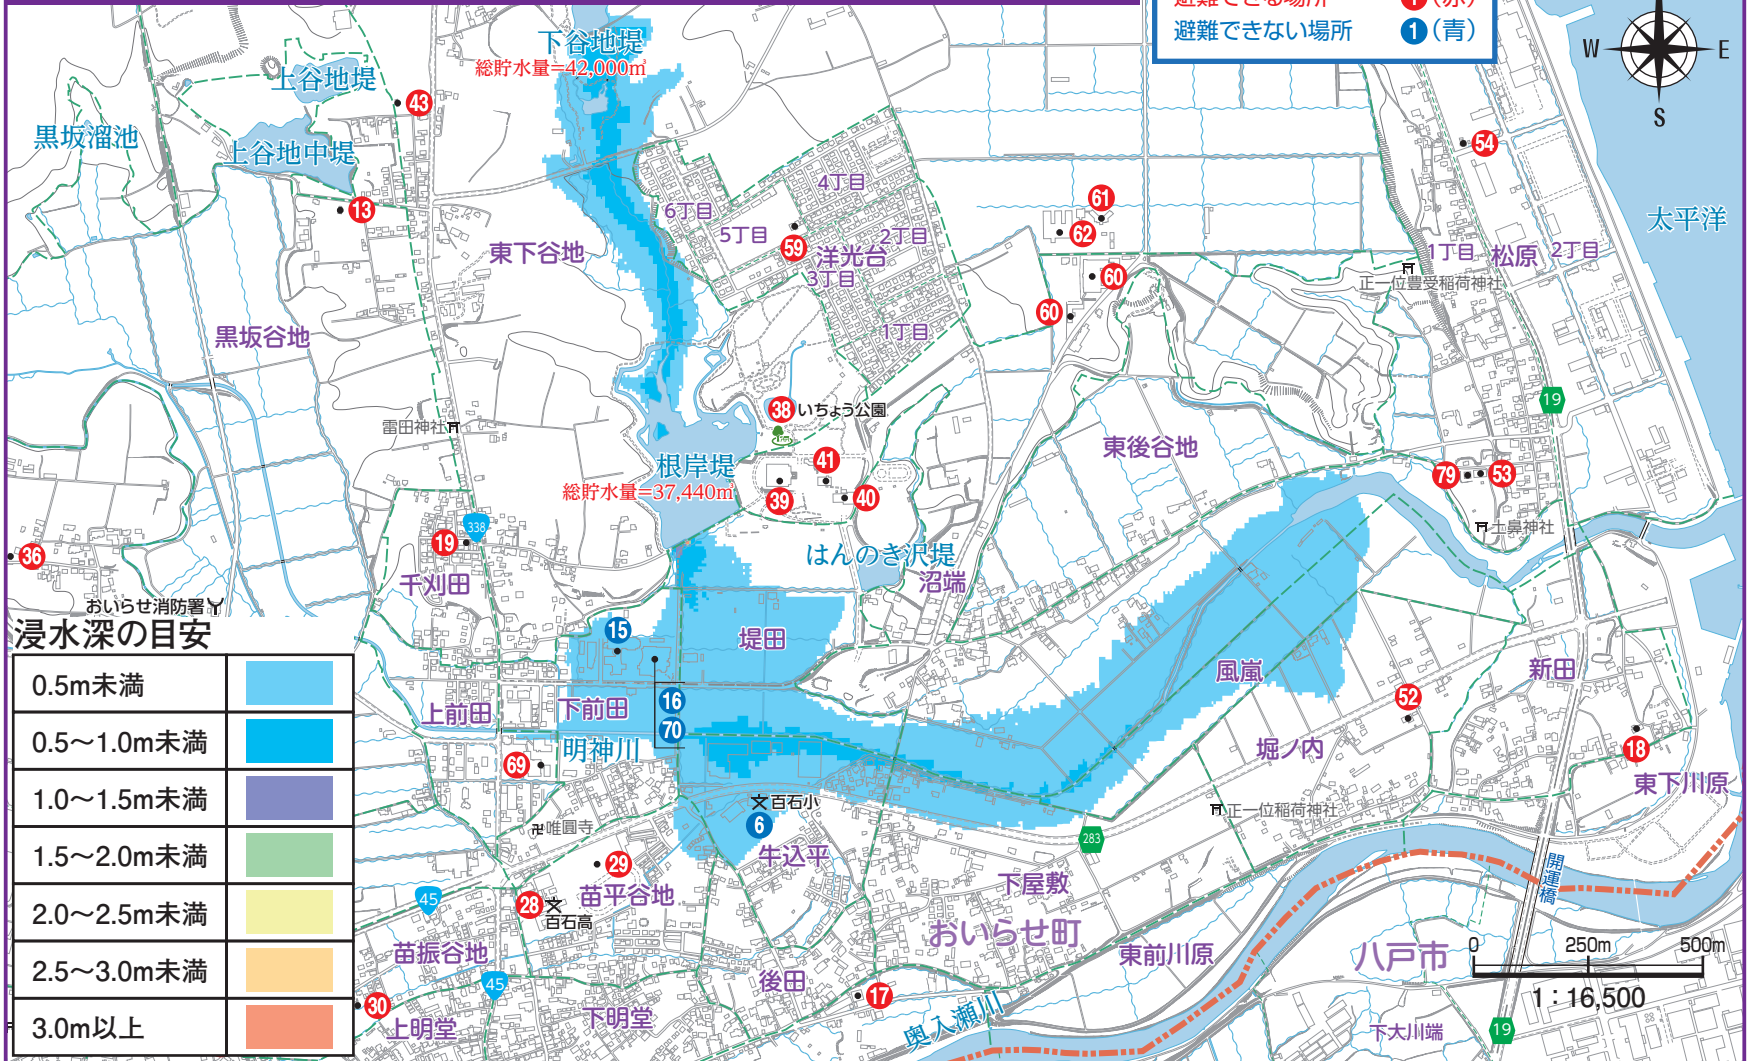 避難できる場所 1 (赤)
避難できない場所 1 (青)
W E
S
下谷地堤
総貯水量=42,000㎥
上谷地堤
43
黒坂溜池
上谷地中堤
54
4丁目
61
13
6丁目
5丁目
2丁目
62
太平洋
59
洋光台
東下谷地
3丁目
1丁目
松原
2丁目
60
正一位豊受稲荷神社
60
黒坂谷地
1丁目
19
38
いちょう公園
雷田神社
東後谷地
根岸堤
41
79
53
総貯水量=37,440㎥
39
40
338
土鼻神社
19
36
はんのき沢堤
千刈田
沼端
おいらせ消防署
浸水深の目安
0.5m未満
0.5～1.0m未満
1.0～1.5m未満
1.5～2.0m未満
2.0～2.5m未満
2.5～3.0m未満
3.0m以上
15
堤田
風嵐
新田
16
52
上前田
下前田
70
18
明神川
堀ノ内
69
東下川原
百石小
正一位稲荷神社
6
唯圓寺
283
牛込平
29
開運橋
苗平谷地
下屋敷
45
28
百石高
おいらせ町
苗振谷地
東前川原
八戸市
0 250m 500m
45
後田
1：16,500
17
30
上明堂
下明堂
奥入瀬川
下大川端
19